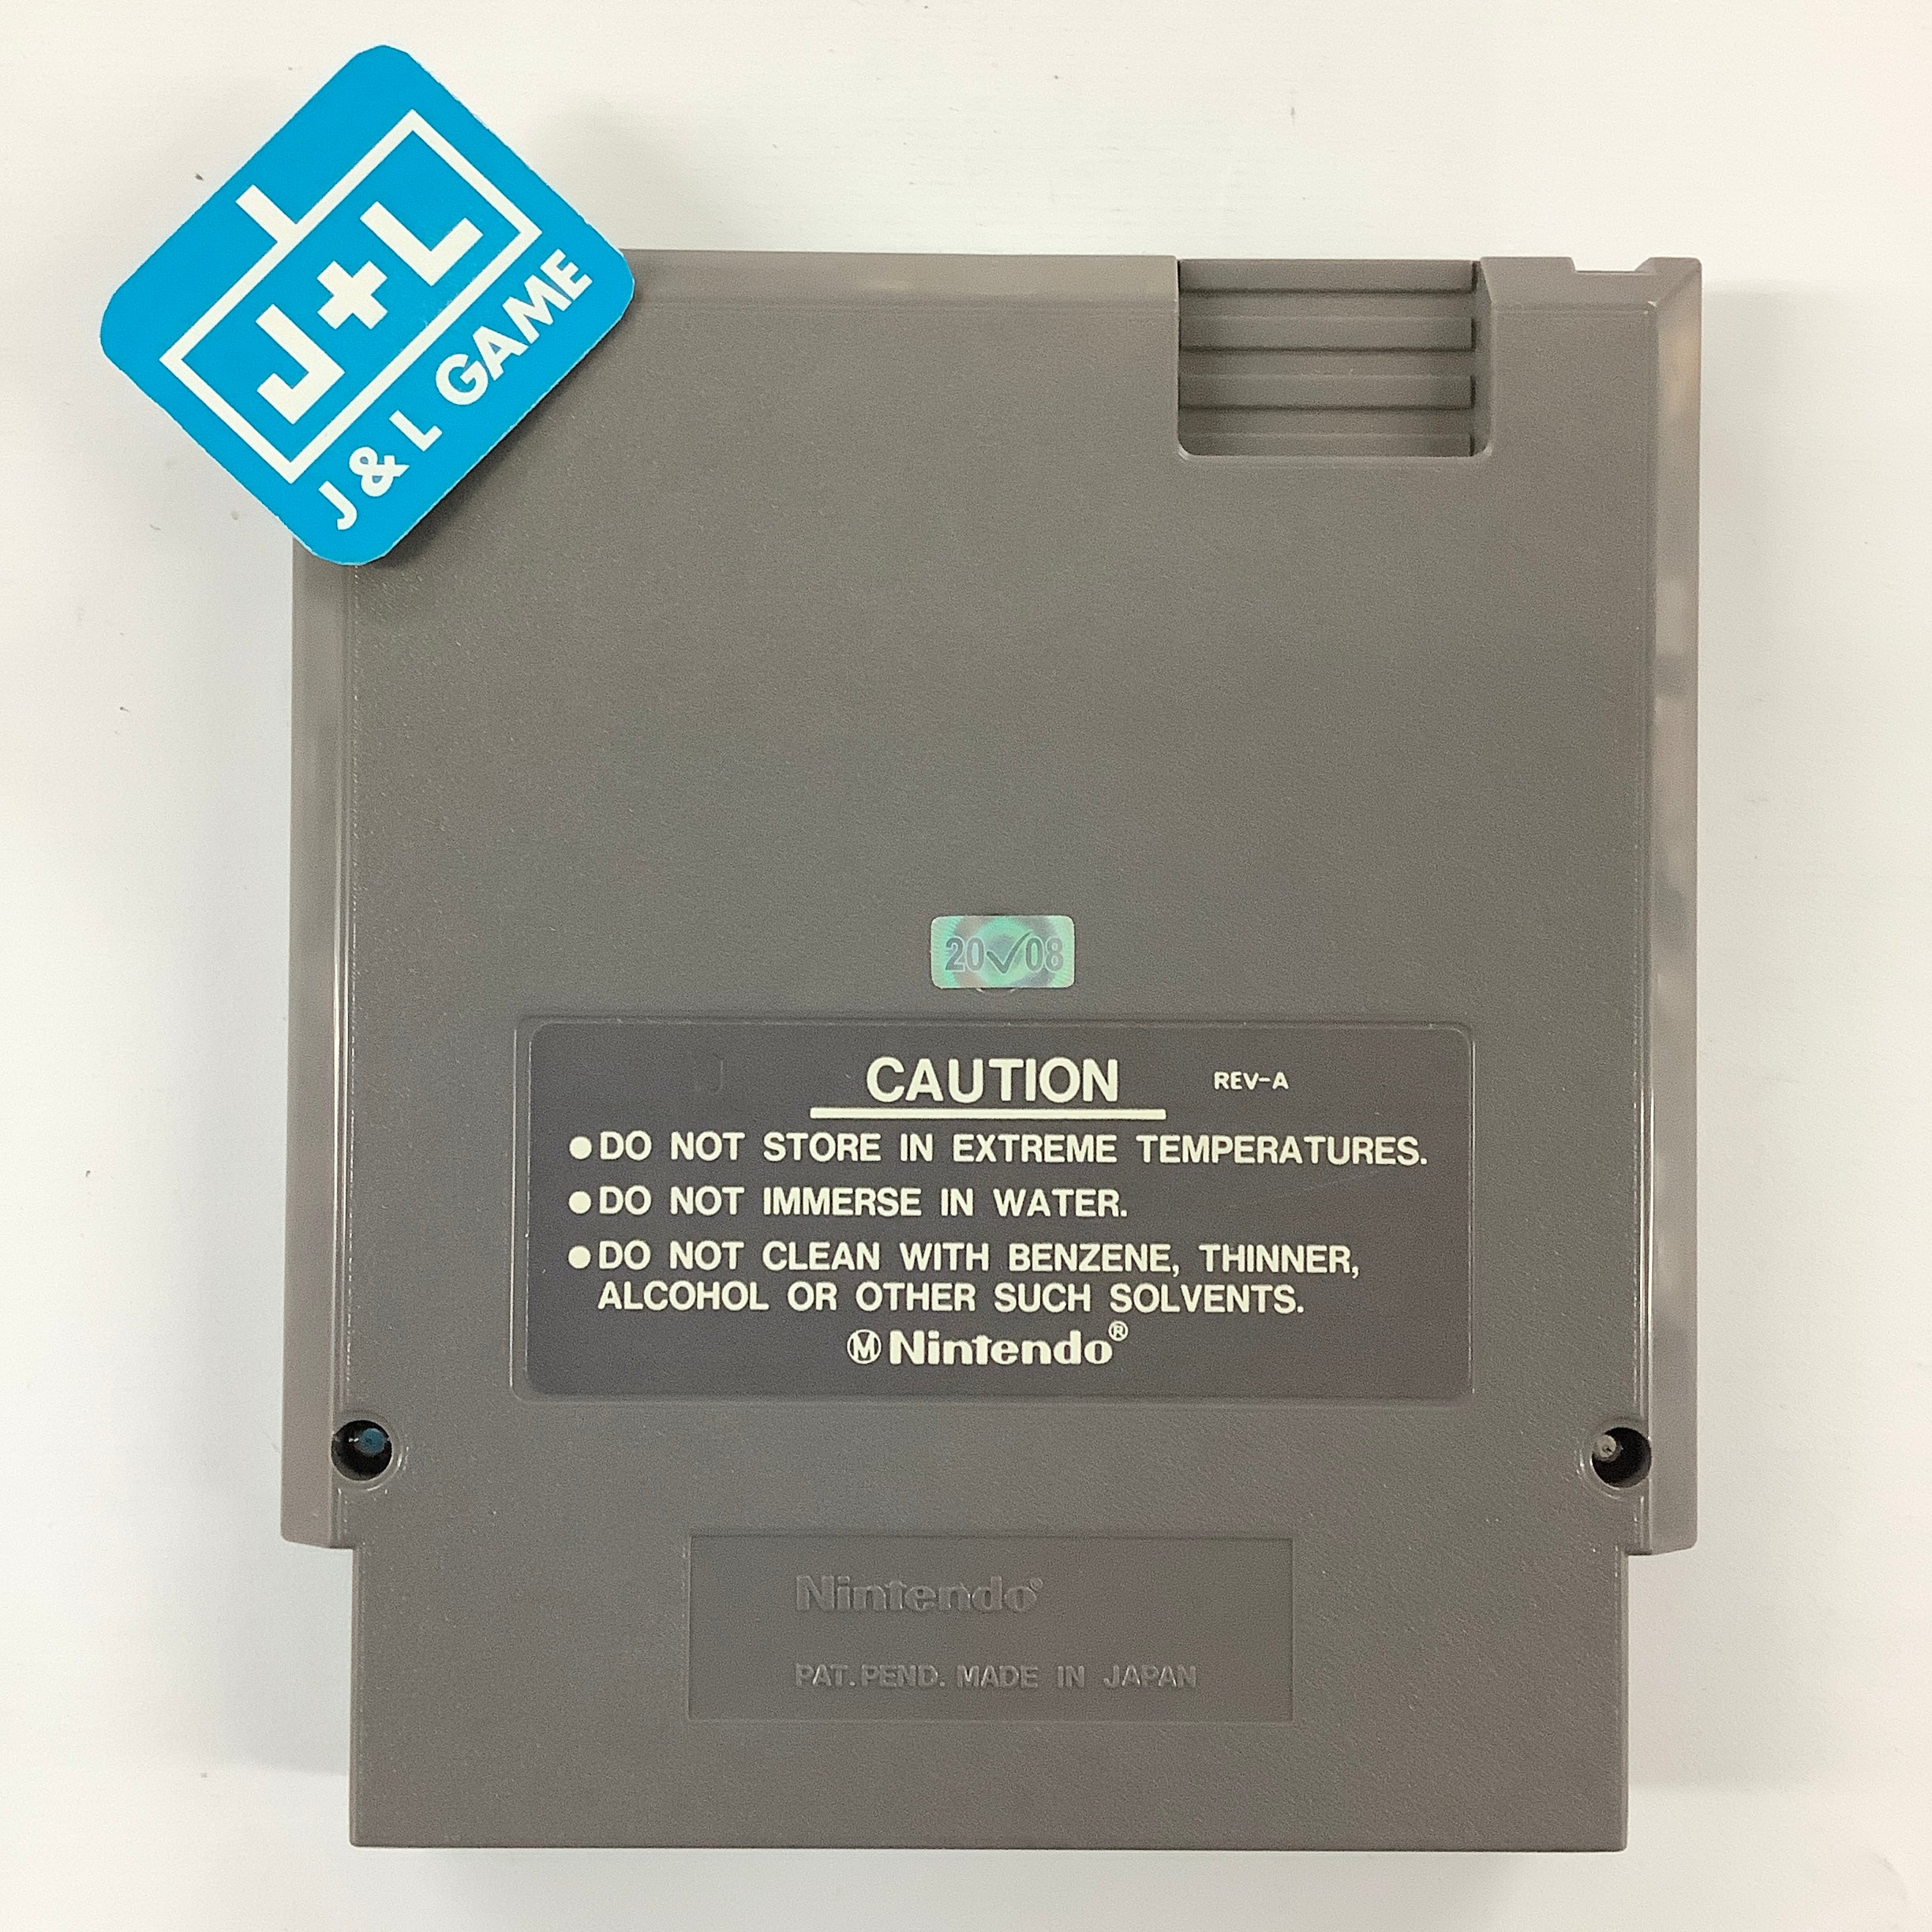 J+L
J & L GAME
20✓08
CAUTION REV-A
●DO NOT STORE IN EXTREME TEMPERATURES.
●DO NOT IMMERSE IN WATER.
●DO NOT CLEAN WITH BENZENE, THINNER,
ALCOHOL OR OTHER SUCH SOLVENTS.
Ⓜ Nintendo®
Nintendo®
PAT. PEND. MADE IN JAPAN